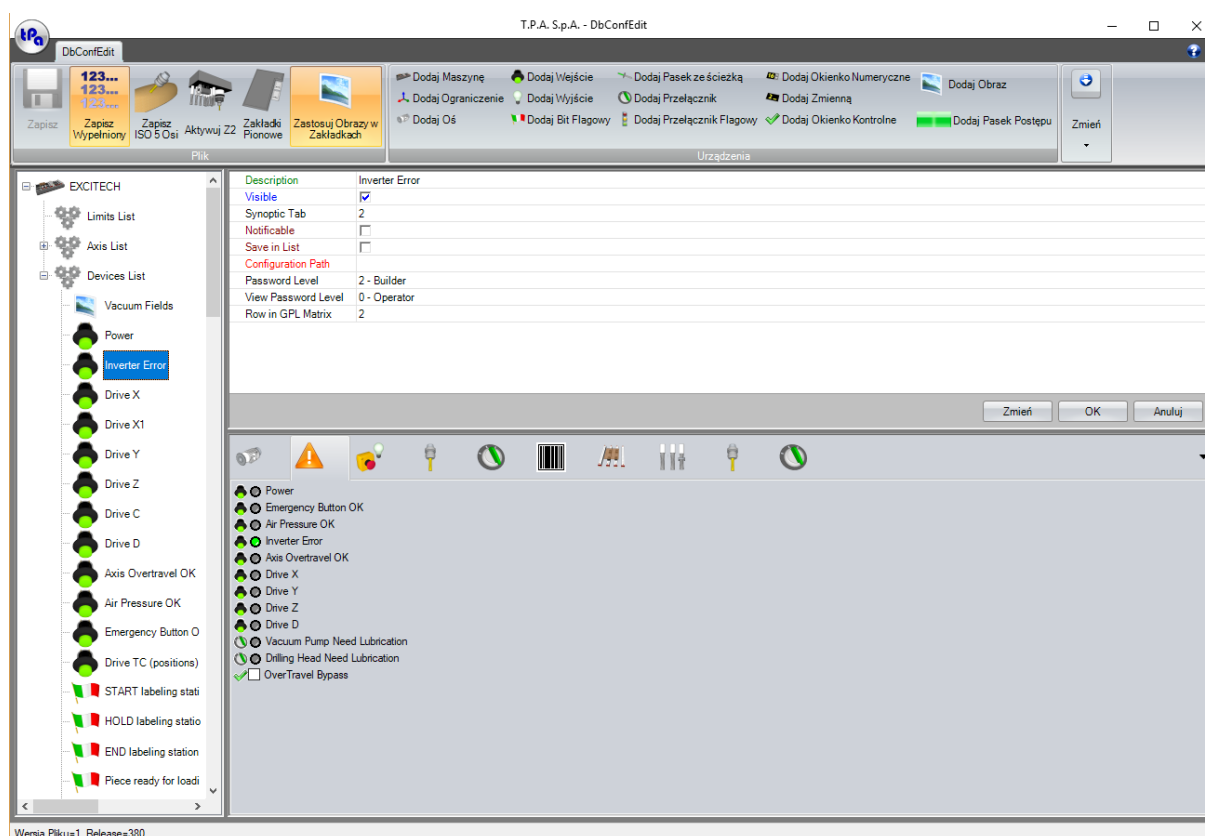 T.P.A. S.p.A. - DbConfEdit
tPa
DbConfEdit
Zapisz
123...
123...
123...
Zapisz Wypełniony
Zapisz ISO 5 Osi
Aktywuj Z2
Zakładki Pionowe
Zastosuj Obrazy w Zakładkach
Plik
Dodaj Maszynę
Dodaj Ograniczenie
Dodaj Oś
Dodaj Wejście
Dodaj Wyjście
Dodaj Bit Flagowy
Dodaj Pasek ze ścieżką
Dodaj Przełącznik
Dodaj Przełącznik Flagowy
Dodaj Okienko Numeryczne
Dodaj Zmienną
Dodaj Okienko Kontrolne
Dodaj Obraz
Dodaj Pasek Postępu
Urządzenia
Zmień
EXCITECH
Limits List
Axis List
Devices List
Vacuum Fields
Power
Inverter Error
Drive X
Drive X1
Drive Y
Drive Z
Drive C
Drive D
Axis Overtravel OK
Air Pressure OK
Emergency Button O
Drive TC (positions)
START labeling stati
HOLD labeling statio
END labeling station
Piece ready for loadi
Description Inverter Error
Visible
Synoptic Tab 2
Notificable
Save in List
Configuration Path
Password Level 2 - Builder
View Password Level 0 - Operator
Row in GPL Matrix 2
Zmień OK Anuluj
Power
Emergency Button OK
Air Pressure OK
Inverter Error
Axis Overtravel OK
Drive X
Drive Y
Drive Z
Drive D
Vacuum Pump Need Lubrication
Drilling Head Need Lubrication
OverTravel Bypass
Wersja Pliku=1, Release=380